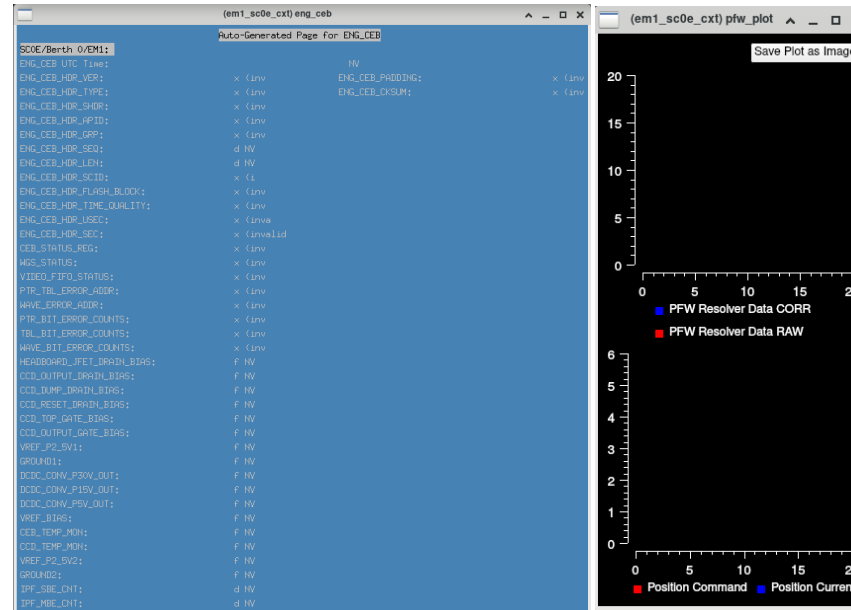 (em1_sc0e_cxt) eng_ceb
Auto-Generated Page for ENG_CEB
SCOE/Berth 0/EM1:
ENG_CEB UTC Time: NV
ENG_CEB_HDR_VER: x (inv ENG_CEB_PADDING: x (inv
ENG_CEB_HDR_TYPE: x (inv ENG_CEB_CKSUM: x (inv
ENG_CEB_HDR_SHDR: x (inv
ENG_CEB_HDR_APID: x (inv
ENG_CEB_HDR_GRP: x (inv
ENG_CEB_HDR_SEQ: d NV
ENG_CEB_HDR_LEN: d NV
ENG_CEB_HDR_SCID: x (i
ENG_CEB_HDR_FLASH_BLOCK: x (inv
ENG_CEB_HDR_TIME_QUALITY: x (inv
ENG_CEB_HDR_USEC: x (inva
ENG_CEB_HDR_SEC: x (invalid
CEB_STATUS_REG: x (inv
WGS_STATUS: x (inv
VIDEO_FIFO_STATUS: x (inv
PTR_TBL_ERROR_ADDR: x (inv
WAVE_ERROR_ADDR: x (inv
PTR_BIT_ERROR_COUNTS: x (inv
TBL_BIT_ERROR_COUNTS: x (inv
WAVE_BIT_ERROR_COUNTS: x (inv
HEADBOARD_JFET_DRAIN_BIAS: f NV
CCD_OUTPUT_DRAIN_BIAS: f NV
CCD_DUMP_DRAIN_BIAS: f NV
CCD_RESET_DRAIN_BIAS: f NV
CCD_TOP_GATE_BIAS: f NV
CCD_OUTPUT_GATE_BIAS: f NV
VREF_P2_5V1: f NV
GROUND1: f NV
DCDC_CONV_P30V_OUT: f NV
DCDC_CONV_P15V_OUT: f NV
DCDC_CONV_P5V_OUT: f NV
VREF_BIAS: f NV
CEB_TEMP_MON: f NV
CCD_TEMP_MON: f NV
VREF_P2_5V2: f NV
GROUND2: f NV
IPF_SBE_CNT: d NV
IPF_MBE_CNT: d NV
(em1_sc0e_cxt) pfw_plot
Save Plot as Image
20
15
10
5
0
0 5 10 15 2
PFW Resolver Data CORR
PFW Resolver Data RAW
6
5
4
3
2
1
0
0 5 10 15 2
Position Command Position Curren